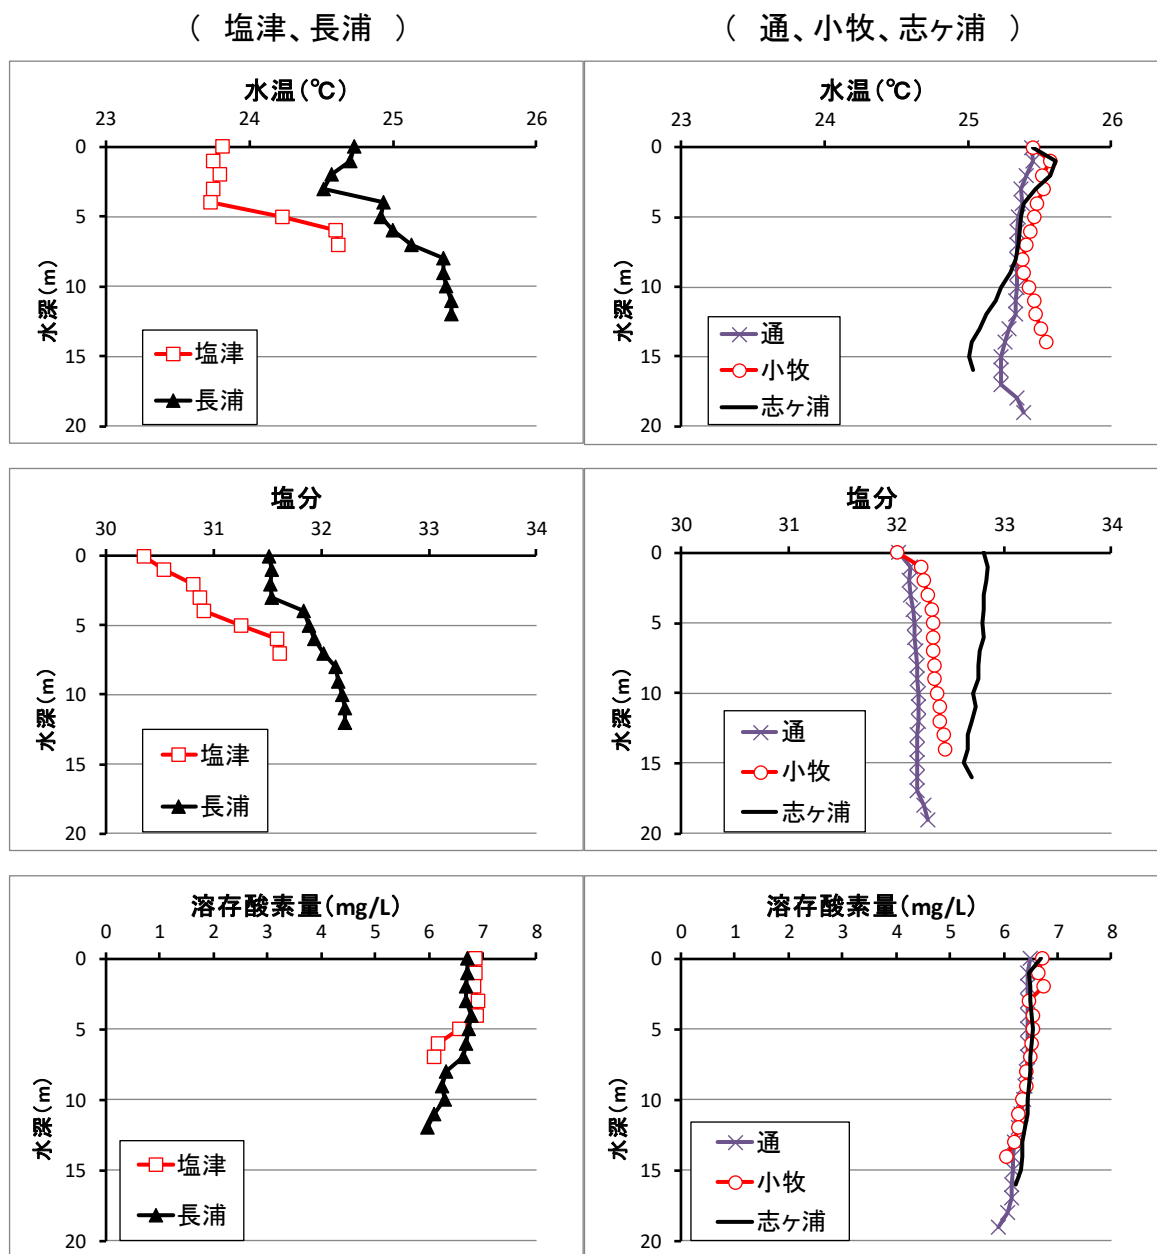 ( 塩津、長浦 )
( 通、小牧、志ヶ浦 )
水温(℃)
23 24 25 26
0
5
10
15
20
水深(m)
塩津
長浦
水温(℃)
23 24 25 26
0
5
10
15
20
水深(m)
通
小牧
志ヶ浦
塩分
30 31 32 33 34
0
5
10
15
20
水深(m)
塩津
長浦
塩分
30 31 32 33 34
0
5
10
15
20
水深(m)
通
小牧
志ヶ浦
溶存酸素量(mg/L)
0 1 2 3 4 5 6 7 8
0
5
10
15
20
水深(m)
塩津
長浦
溶存酸素量(mg/L)
0 1 2 3 4 5 6 7 8
0
5
10
15
20
水深(m)
通
小牧
志ヶ浦